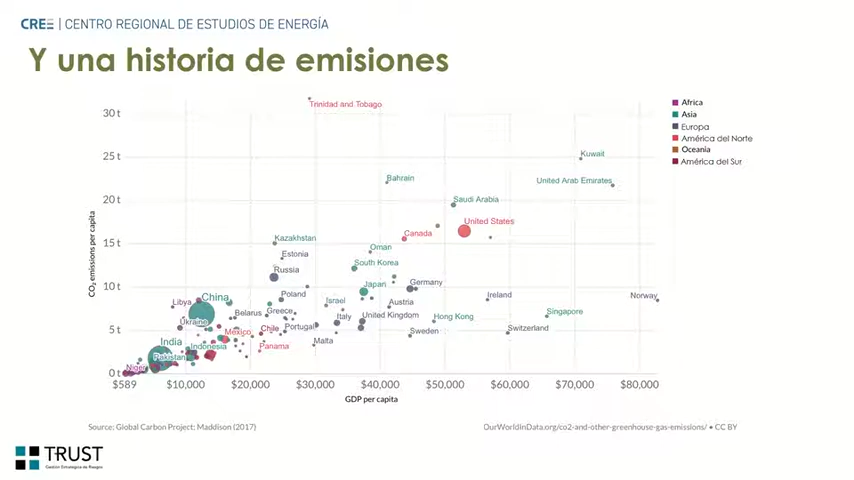 CREE | CENTRO REGIONAL DE ESTUDIOS DE ENERGÍA
Y una historia de emisiones
30 t
25 t
20 t
15 t
10 t
5 t
0 t
CO₂ emissions per capita
Trinidad and Tobago
Kuwait
Bahrain
United Arab Emirates
Saudi Arabia
United States
Canada
Kazakhstan
Oman
Estonia
South Korea
Russia
Japan
Germany
Poland
China
Libya
Israel
Austria
Ireland
Norway
Belarus
Greece
Ukraine
Italy
United Kingdom
Hong Kong
Singapore
Mexico
Chile
Portugal
Sweden
Switzerland
India
Indonesia
Panama
Malta
Pakistan
Niger
$589
$10,000
$20,000
$30,000
$40,000
$50,000
$60,000
$70,000
$80,000
GDP per capita
Africa
Asia
Europa
América del Norte
Oceania
América del Sur
Source: Global Carbon Project: Maddison (2017)
OurWorldinData.org/co2-and-other-greenhouse-gas-emissions/ • CC BY
TRUST
Gestión Estratégica de Riesgos